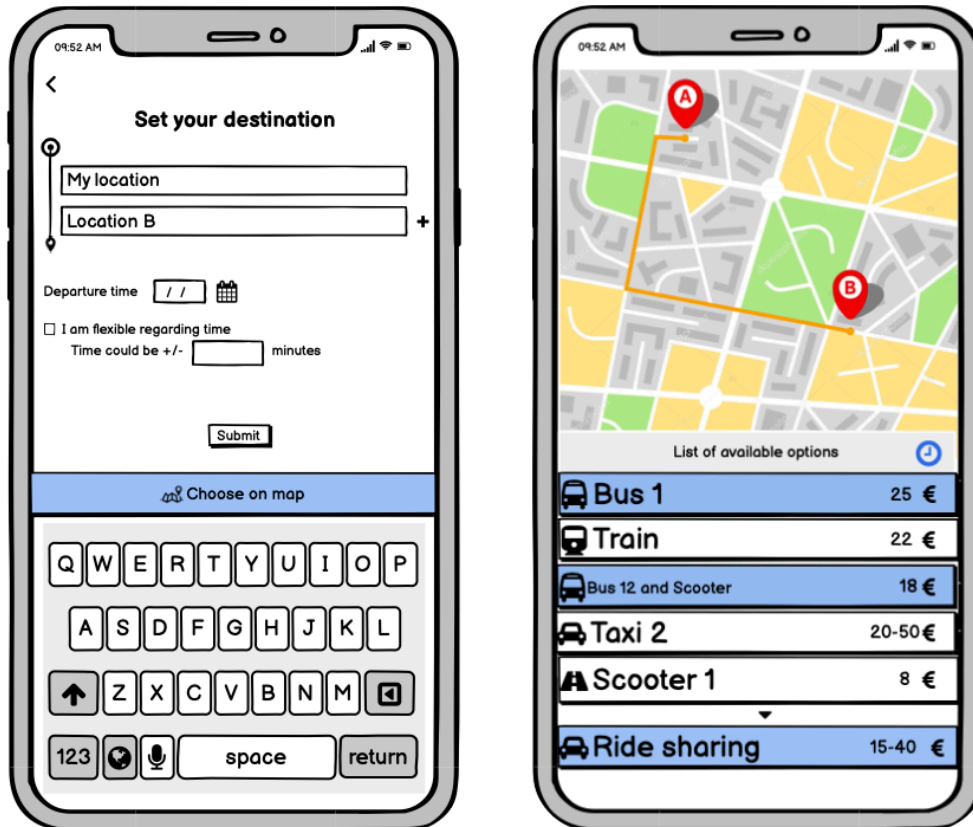 09:52 AM
Set your destination
My location
Location B
+
Departure time / /
I am flexible regarding time
Time could be +/- minutes
Submit
Choose on map
Q W E R T Y U I O P
A S D F G H J K L
Z X C V B N M
123 space return
09:52 AM
A
B
List of available options
Bus 1 25 €
Train 22 €
Bus 12 and Scooter 18 €
Taxi 2 20-50 €
Scooter 1 8 €
Ride sharing 15-40 €